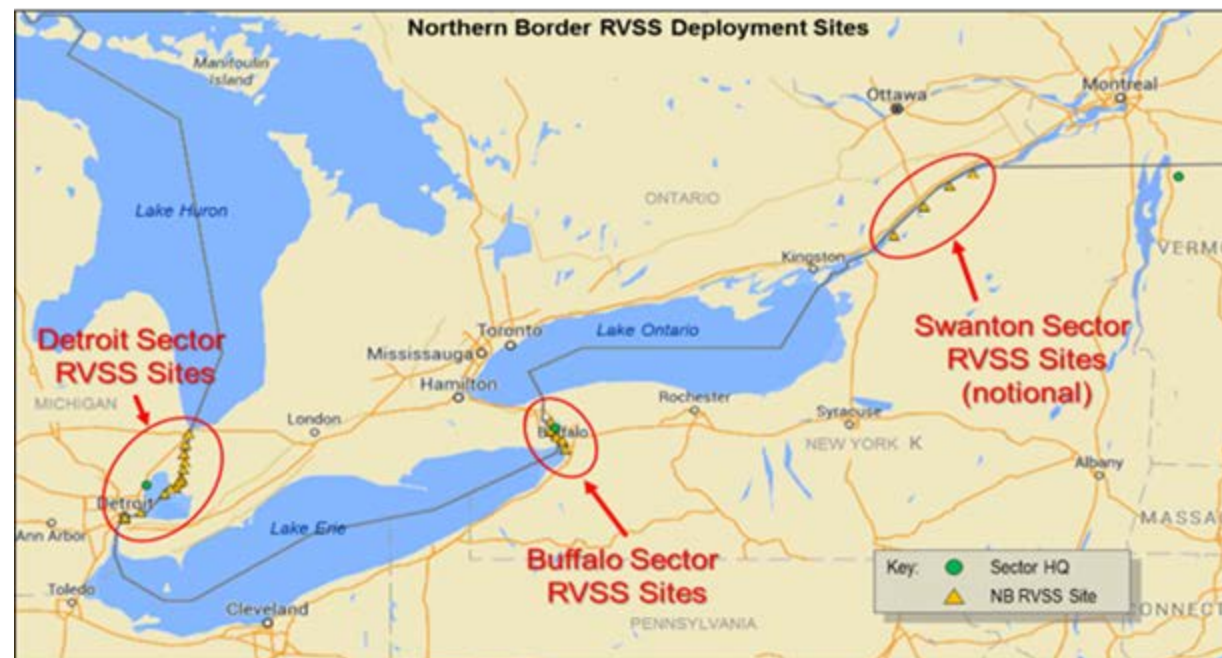 Northern Border RVSS Deployment Sites
Manitoulin
Island
Montreal
Ottawa
Lake Huron
ONTARIO
VERM
Kingston
Detroit Sector
RVSS Sites
Toronto
Lake Ontario
Swanton Sector
RVSS Sites
(notional)
Mississauga
Hamilton
MICHIGAN
London
Rochester
Syracuse
Buffalo
NEW YORK K
Albany
Detroit
Ann Arbor
Lake Erie
MASSA
Buffalo Sector
RVSS Sites
Key: Sector HQ
NB RVSS Site
Toledo
Cleveland
PENNSYLVANIA
CONNECT